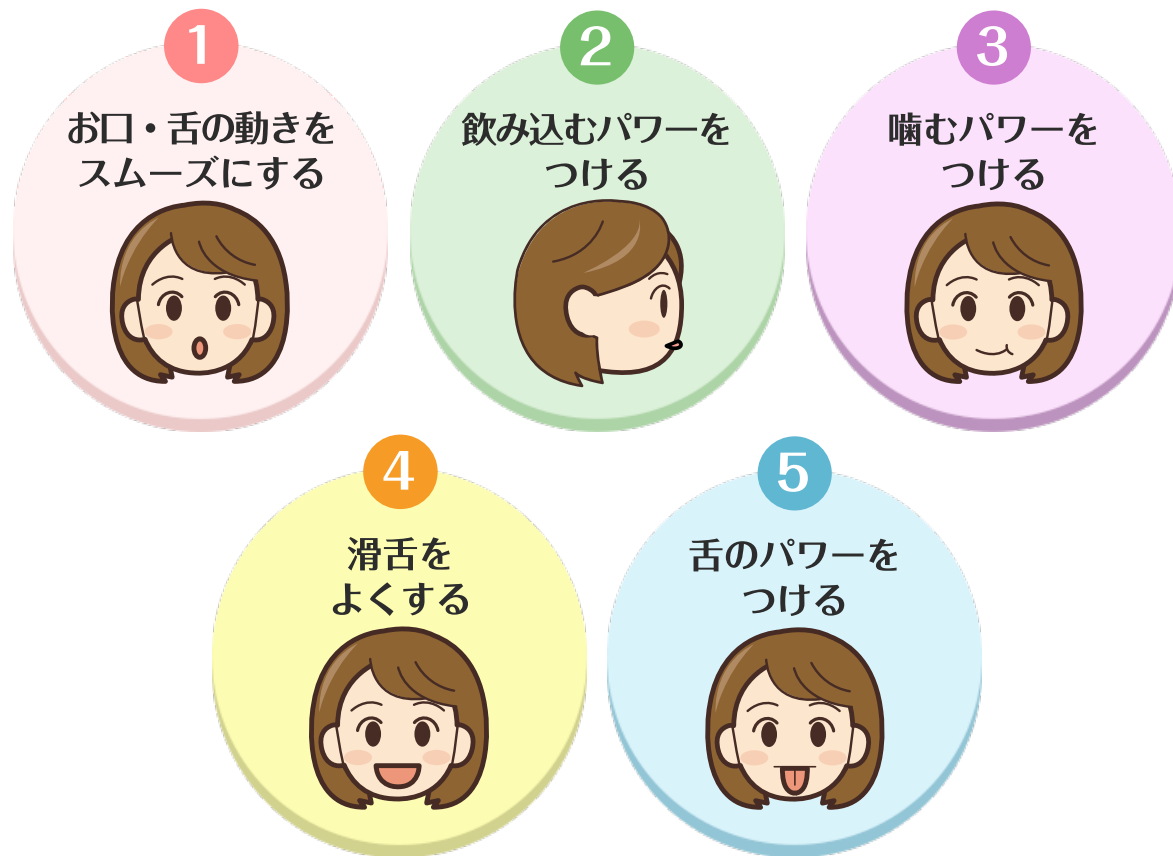 1
お口・舌の動きを
スムーズにする
2
飲み込むパワーを
つける
3
噛むパワーを
つける
4
滑舌を
よくする
5
舌のパワーを
つける